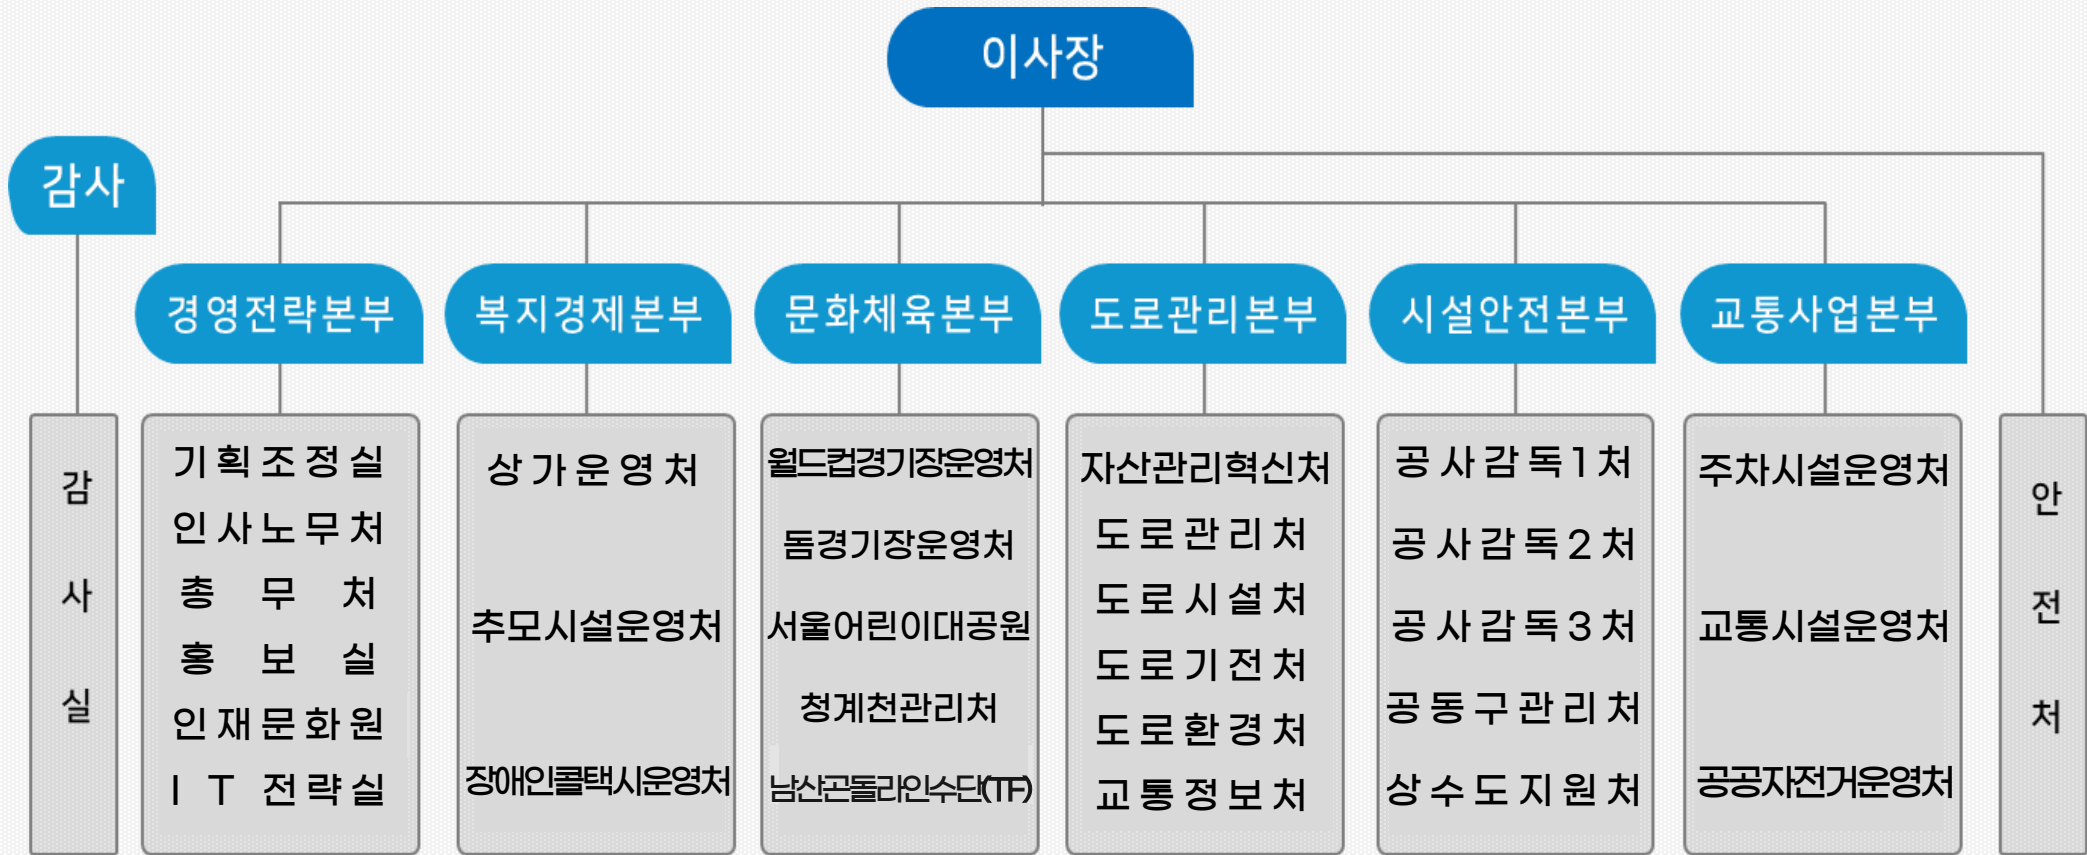 이사장
감사
경영전략본부
복지경제본부
문화체육본부
도로관리본부
시설안전본부
교통사업본부
감사실
기획조정실
인사노무처
총무처
홍보실
인재문화원
IT 전략실
상가운영처
추모시설운영처
장애인콜택시운영처
월드컵경기장운영처
돔경기장운영처
서울어린이대공원
청계천관리처
남산곤돌라인수단(TF)
자산관리혁신처
도로관리처
도로시설처
도로기전처
도로환경처
교통정보처
공사감독1처
공사감독2처
공사감독3처
공동구관리처
상수도지원처
주차시설운영처
교통시설운영처
공공자전거운영처
안전처